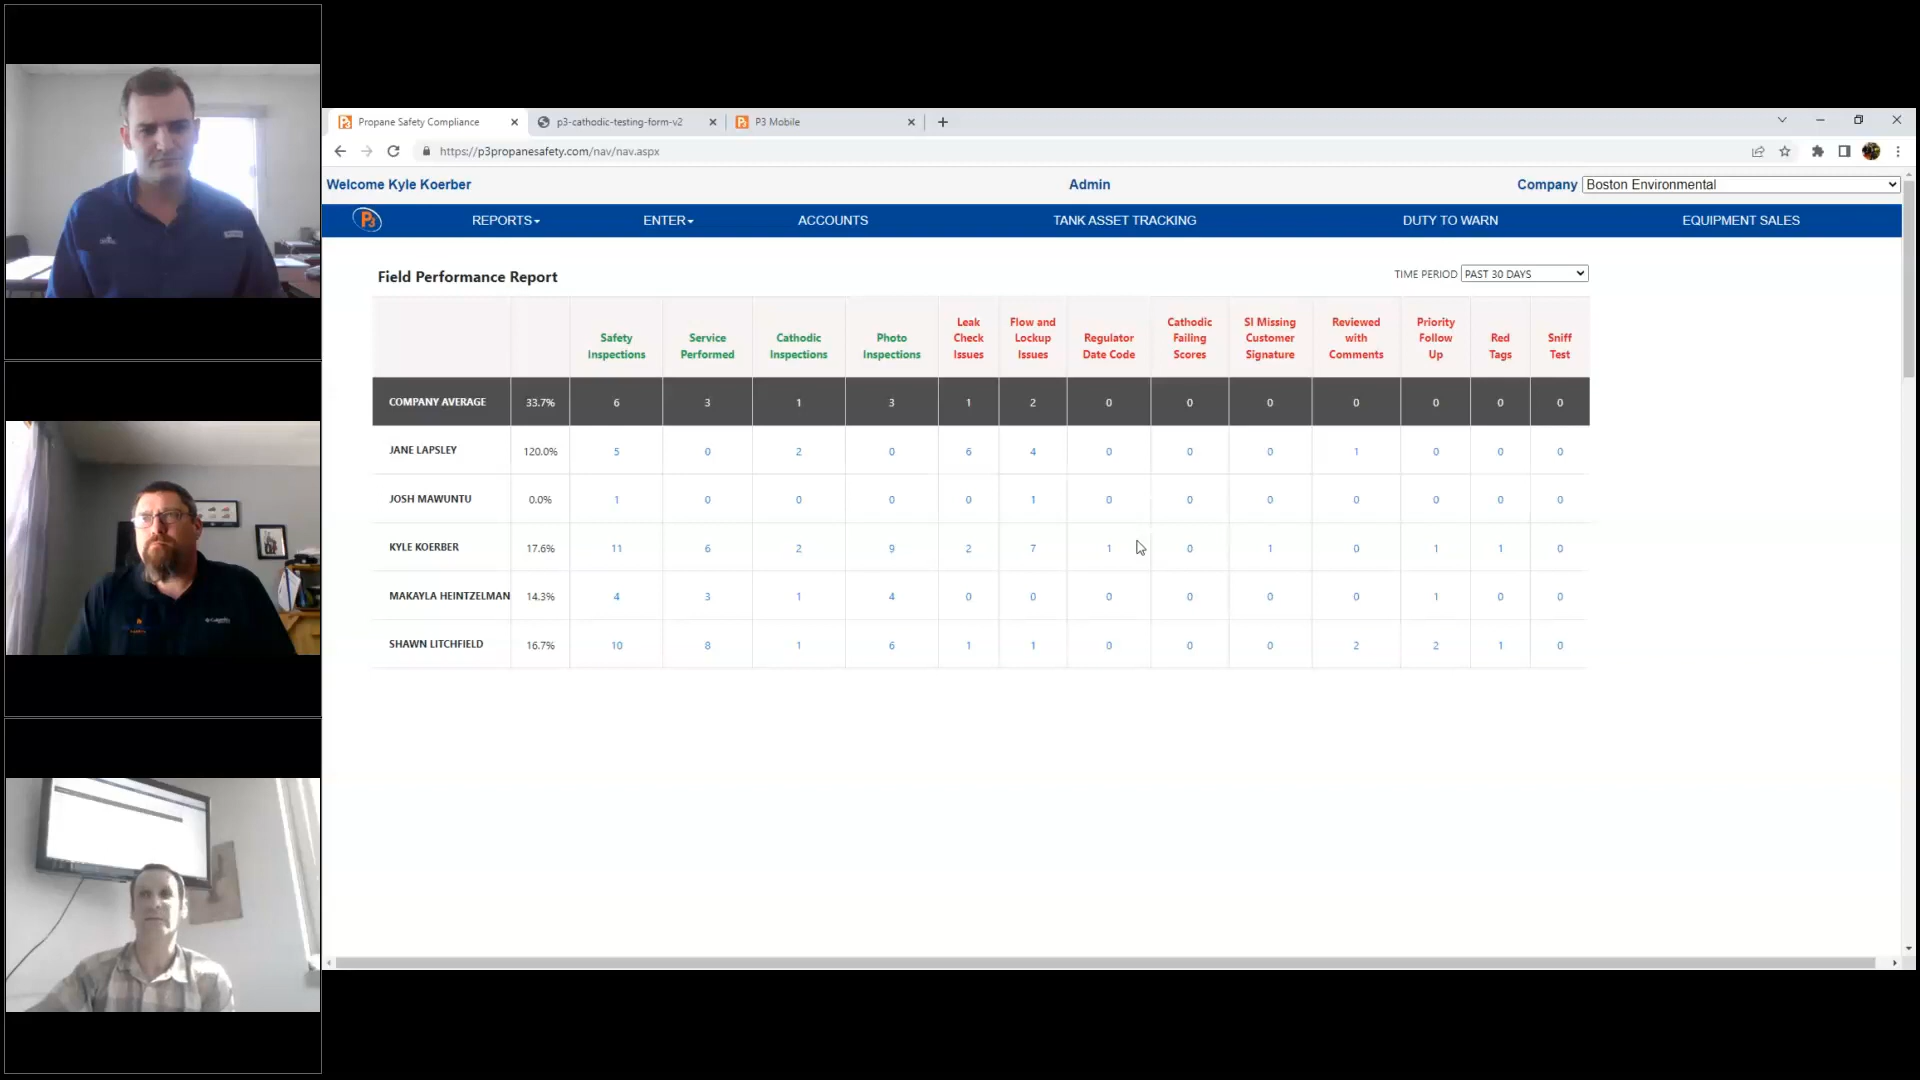 Propane Safety Compliance
p3-cathodic-testing-form-v2
P3 Mobile
https://p3propanesafety.com/nav/nav.aspx
Welcome Kyle Koerber Admin Company Boston Environmental
P3 REPORTS ENTER ACCOUNTS TANK ASSET TRACKING DUTY TO WARN EQUIPMENT SALES
Field Performance Report TIME PERIOD PAST 30 DAYS
Safety Inspections Service Performed Cathodic Inspections Photo Inspections Leak Check Issues Flow and Lockup Issues Regulator Date Code Cathodic Failing Scores SI Missing Customer Signature Reviewed with Comments Priority Follow Up Red Tags Sniff Test
COMPANY AVERAGE 33.7% 6 3 1 3 1 2 0 0 0 0 0 0 0
JANE LAPSLEY 120.0% 5 0 2 0 6 4 0 0 0 1 0 0 0
JOSH MAWUNTU 0.0% 1 0 0 0 0 1 0 0 0 0 0 0 0
KYLE KOERBER 17.6% 11 6 2 9 2 7 1 0 1 0 1 1 0
MAKAYLA HEINTZELMAN 14.3% 4 3 1 4 0 0 0 0 0 0 1 0 0
SHAWN LITCHFIELD 16.7% 10 8 1 6 1 1 0 0 0 2 2 1 0